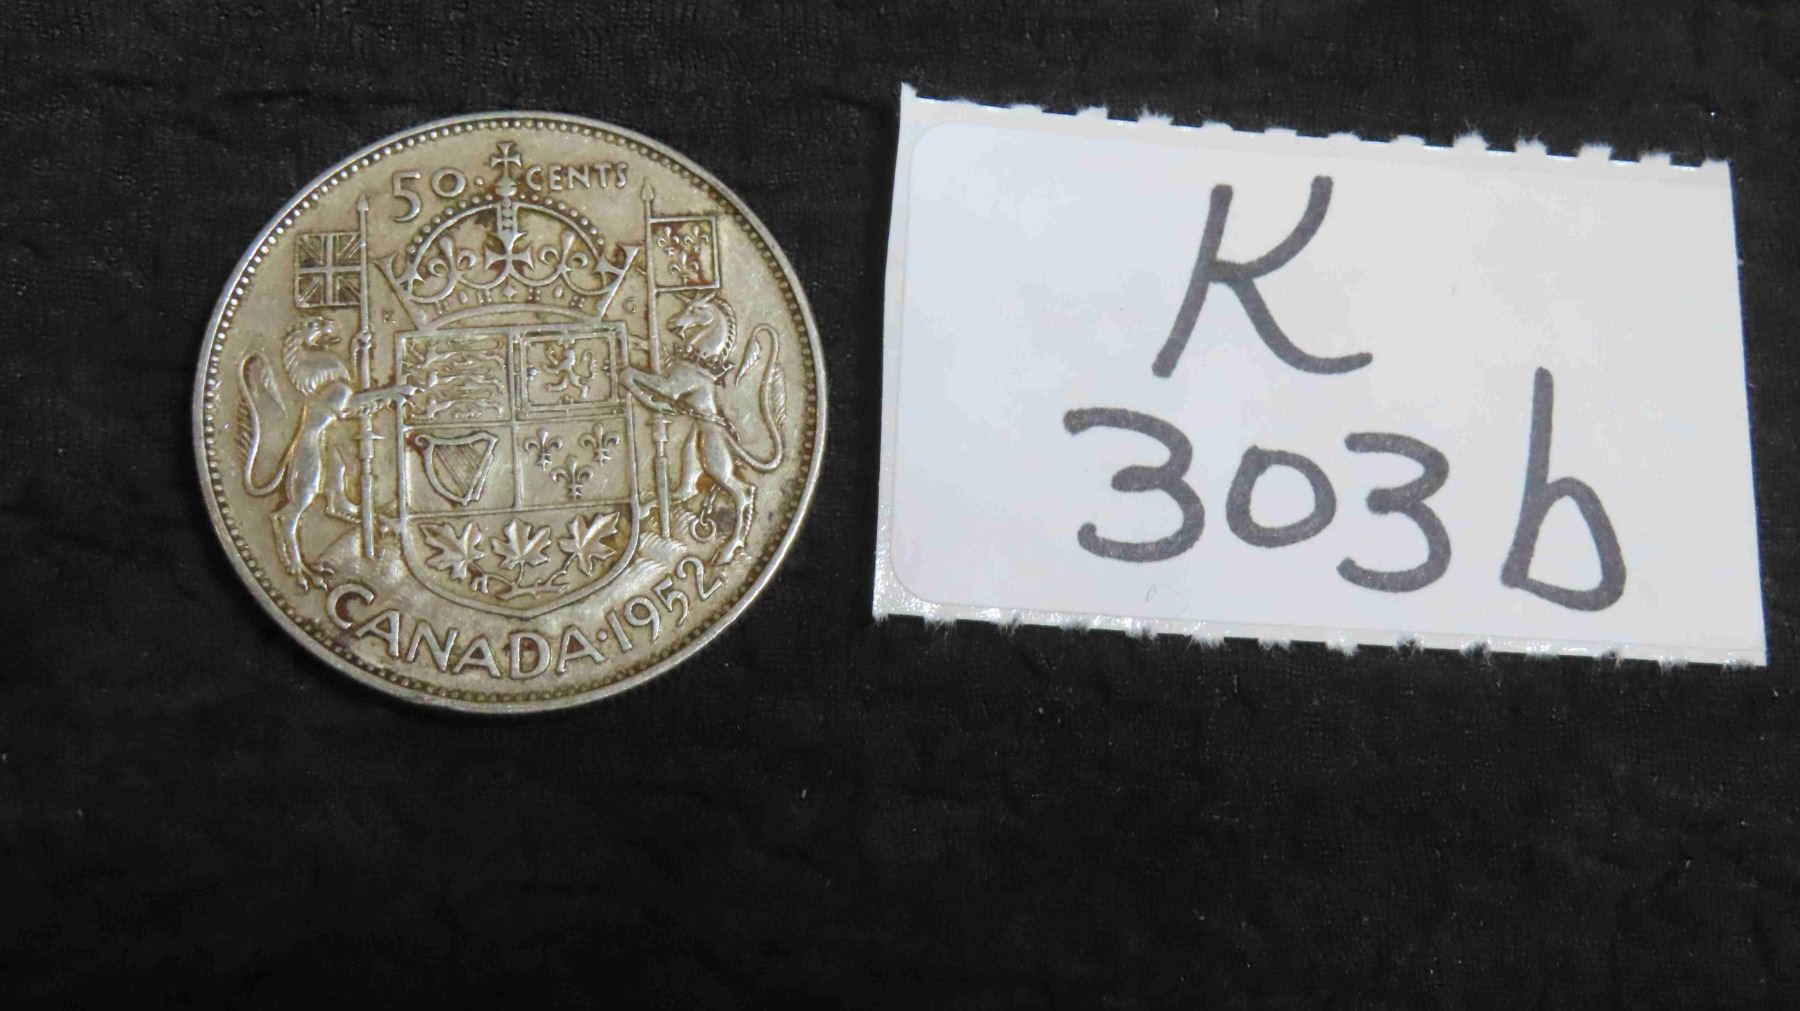 50 CENTS
K G
CANADA·1952
K
303b